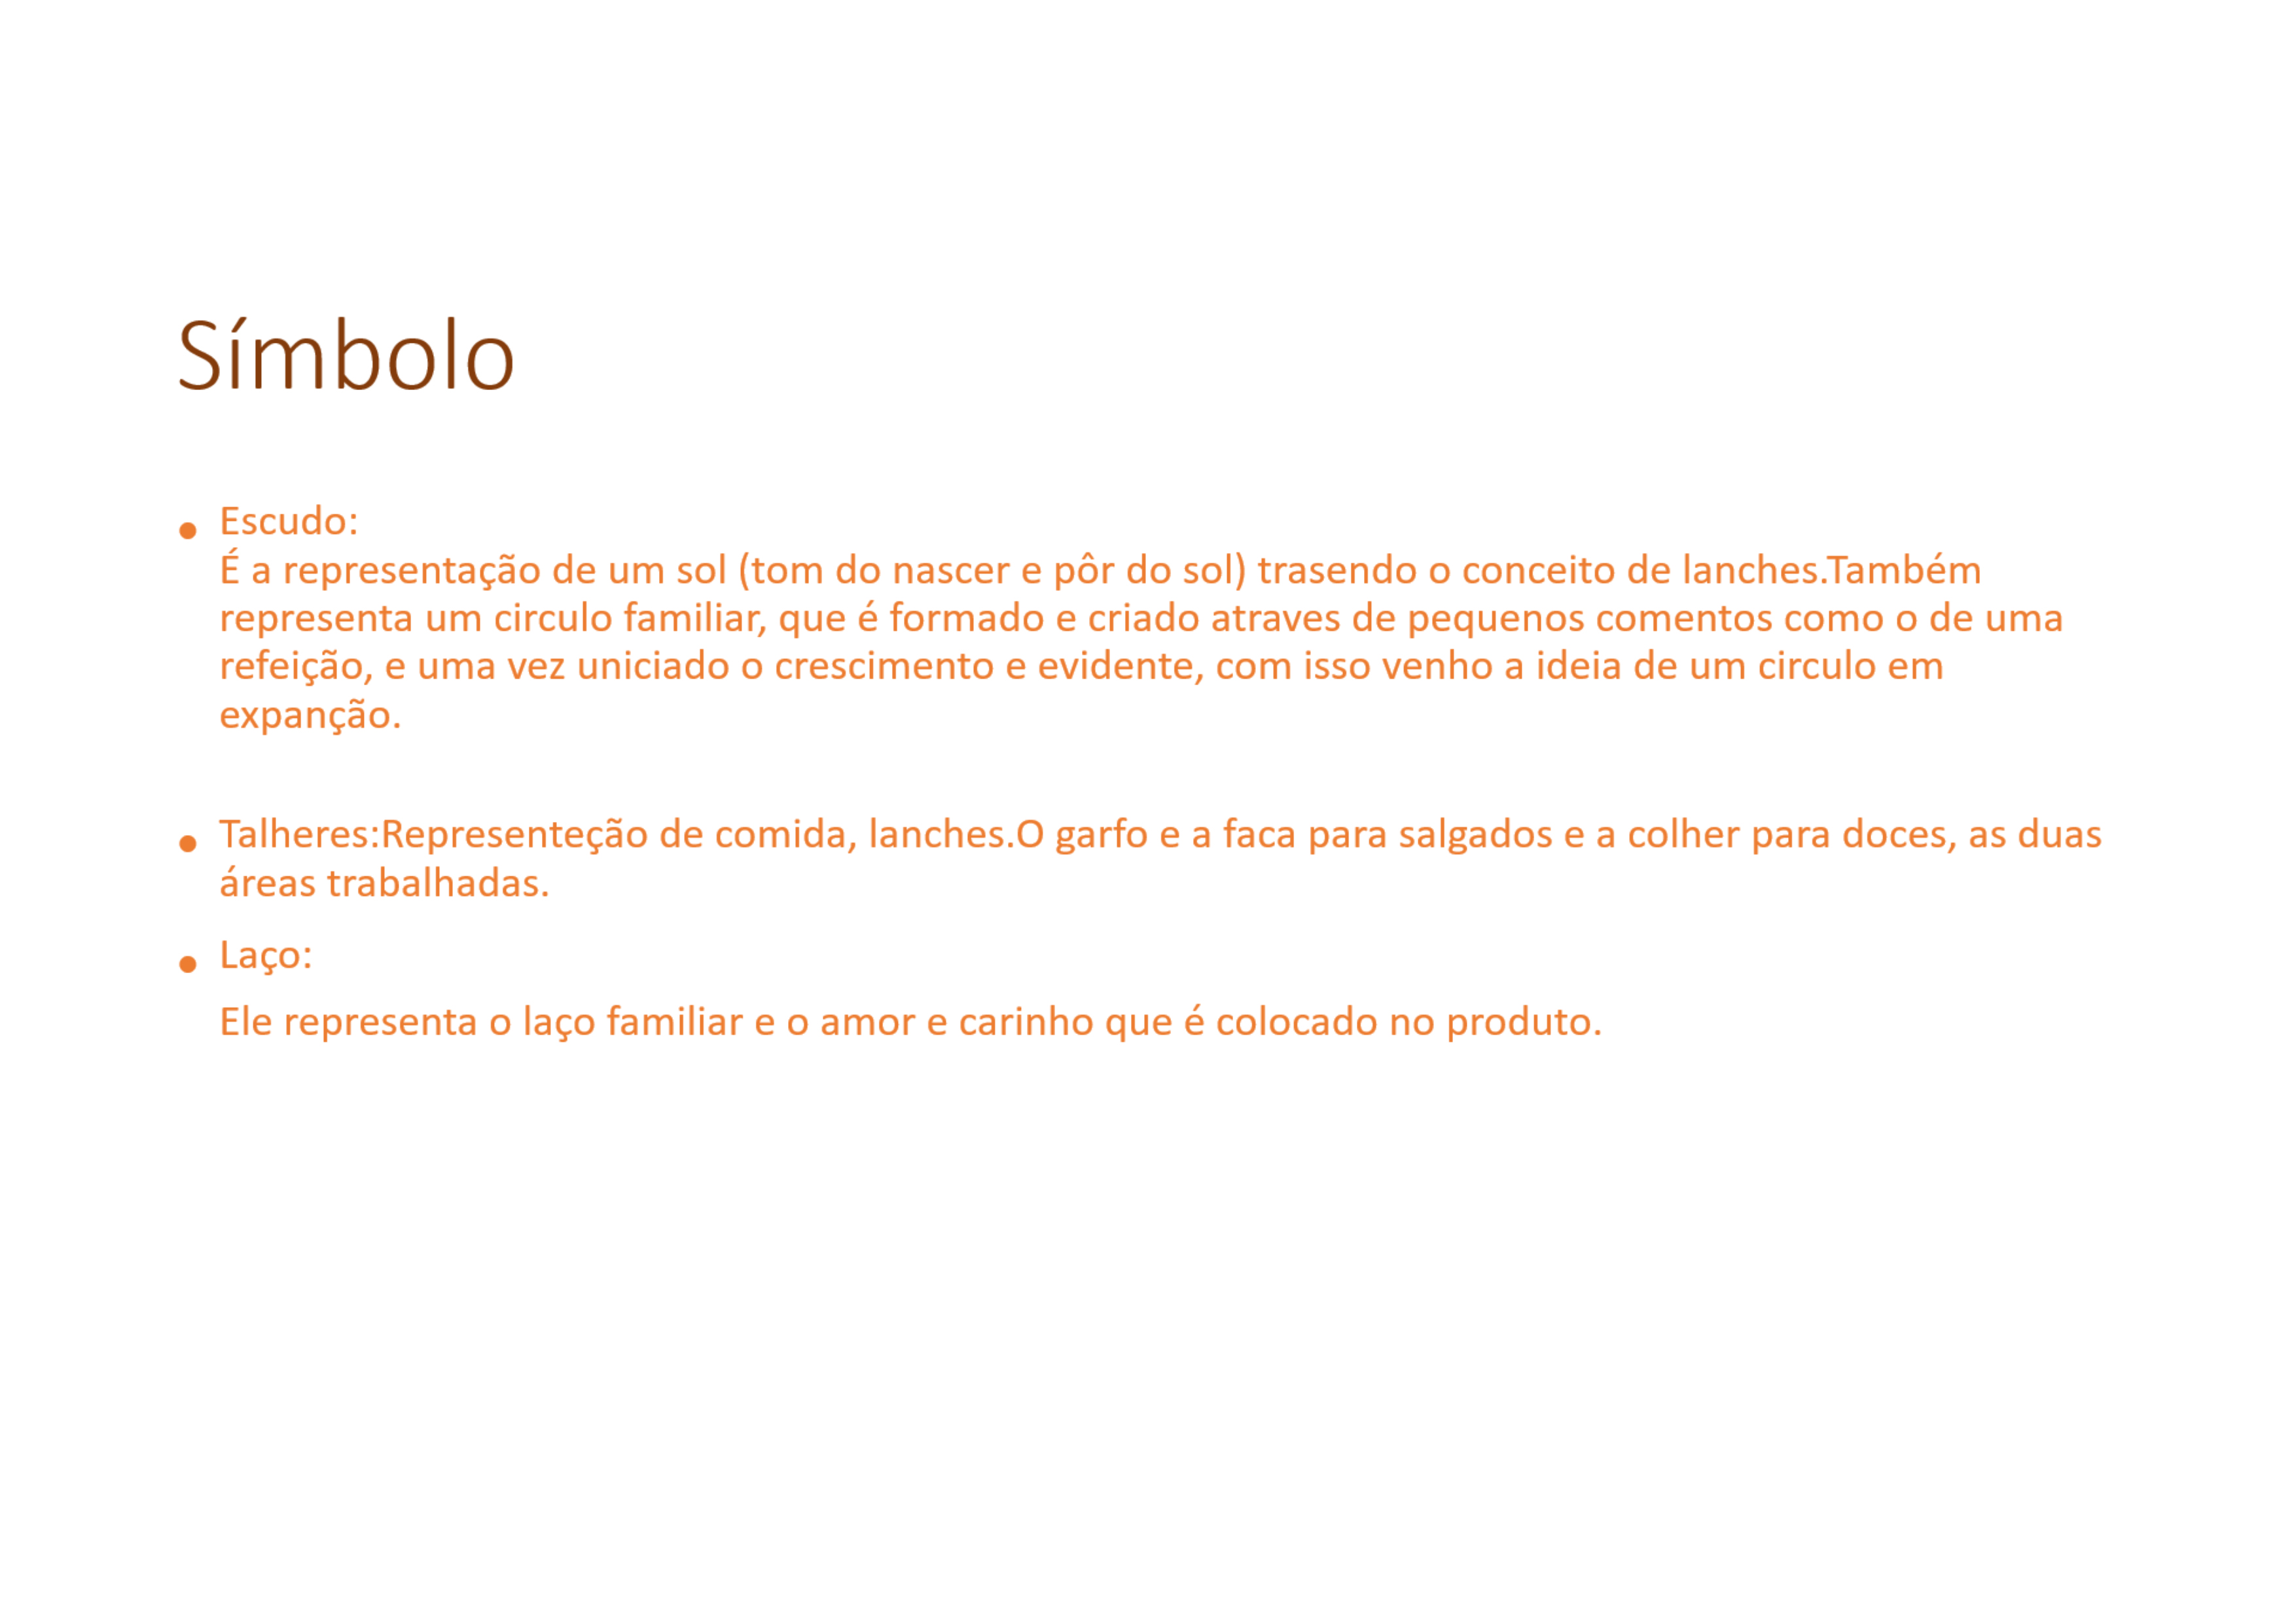 Símbolo
• Escudo:
É a representação de um sol (tom do nascer e pôr do sol) trasendo o conceito de lanches.Também
representa um circulo familiar, que é formado e criado atraves de pequenos comentos como o de uma
refeição, e uma vez uniciado o crescimento e evidente, com isso venho a ideia de um circulo em
expanção.
• Talheres:Representeção de comida, lanches.O garfo e a faca para salgados e a colher para doces, as duas
áreas trabalhadas.
• Laço:
Ele representa o laço familiar e o amor e carinho que é colocado no produto.